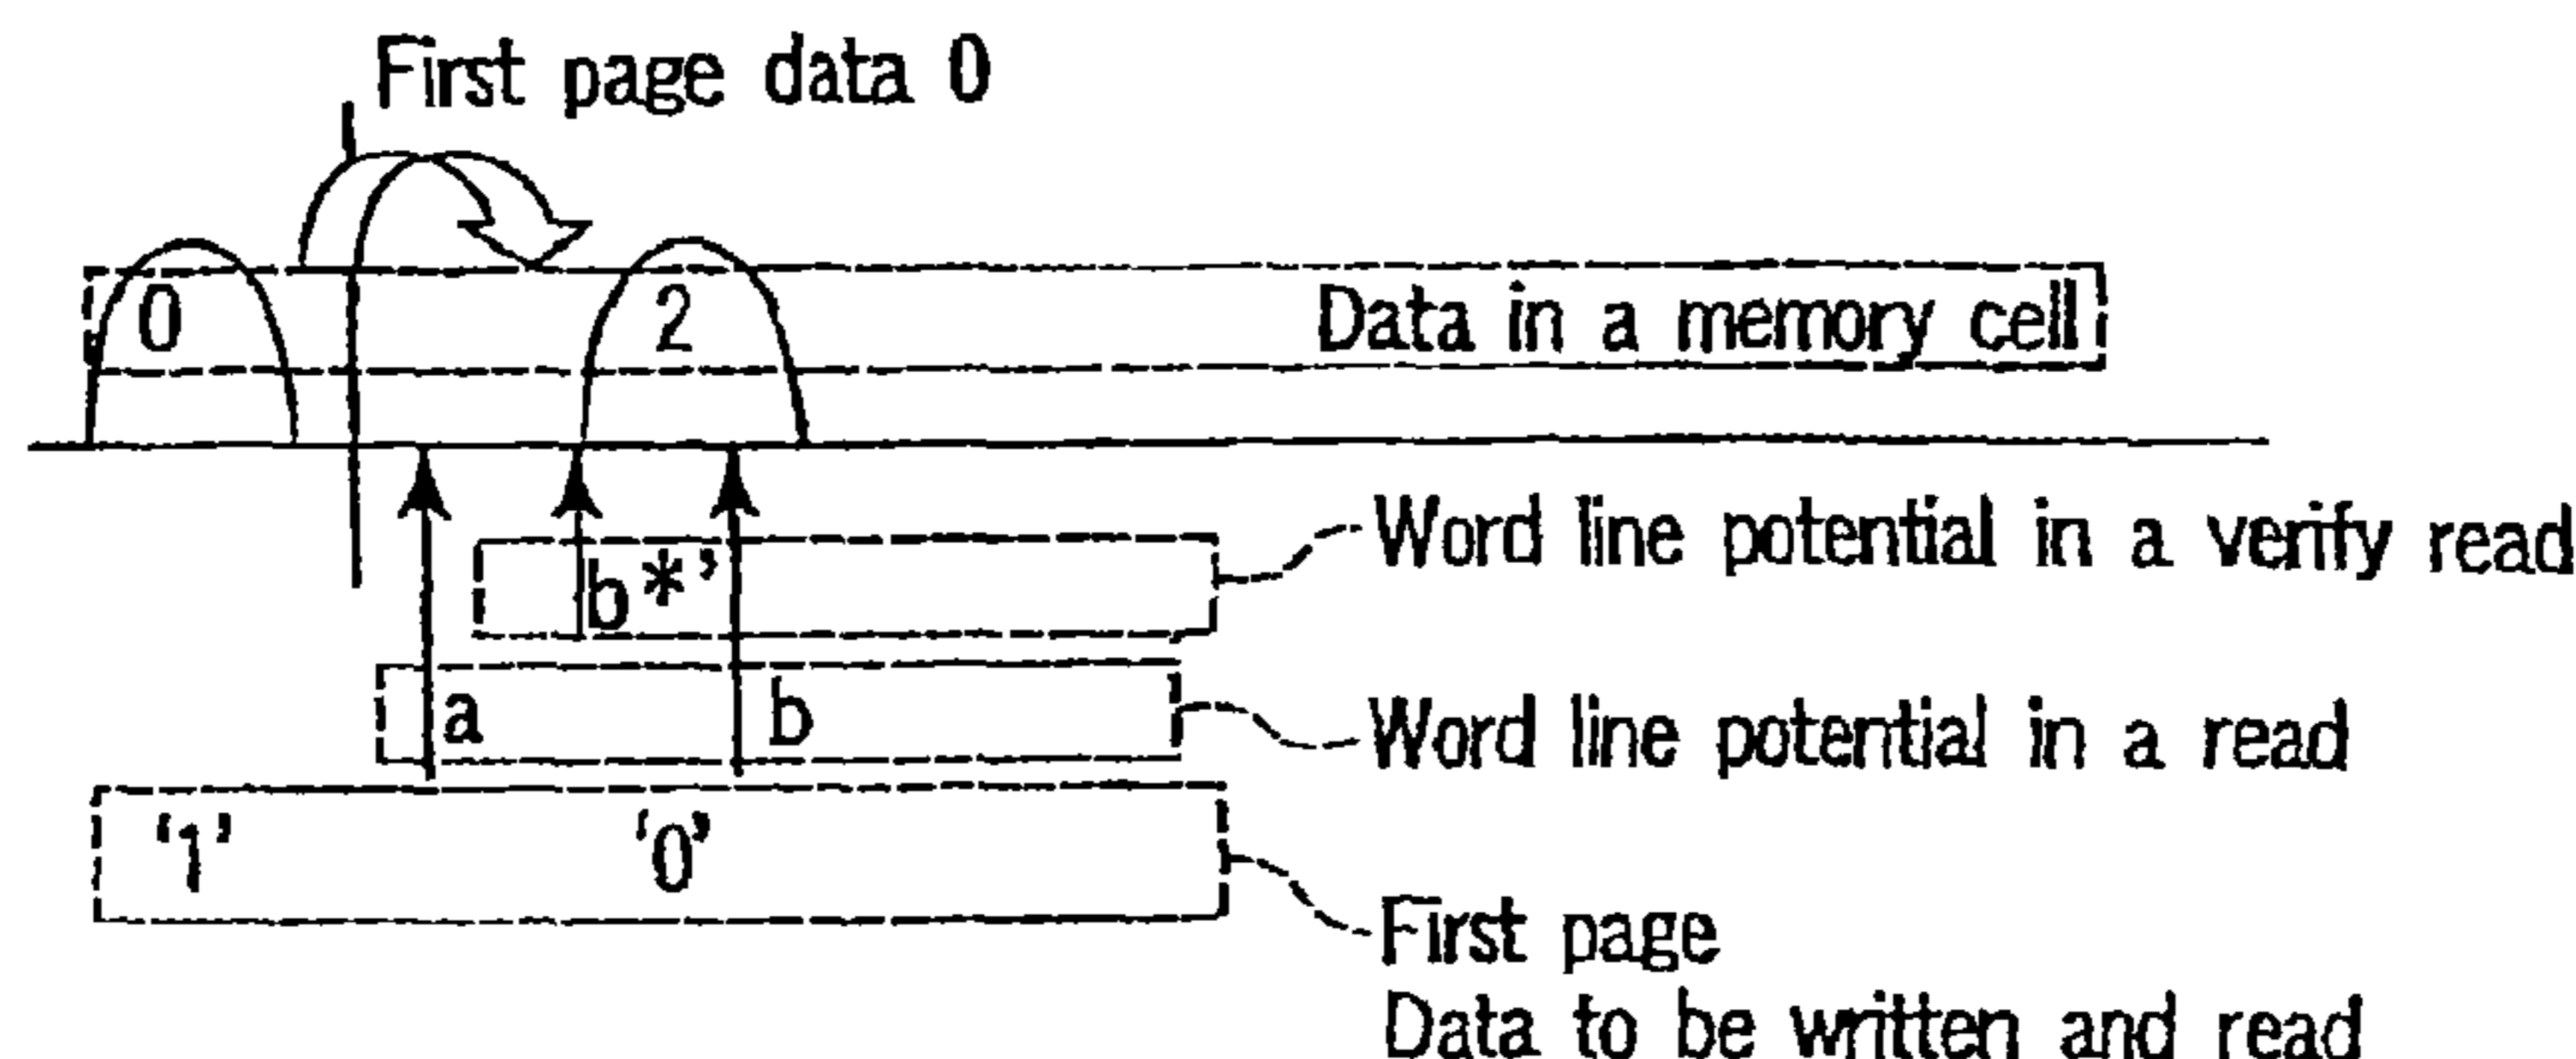 First page data 0
0 2 Data in a memory cell
Word line potential in a verify read
b*’
a b Word line potential in a read
‘1’ ‘0’
First page
Data to be written and read